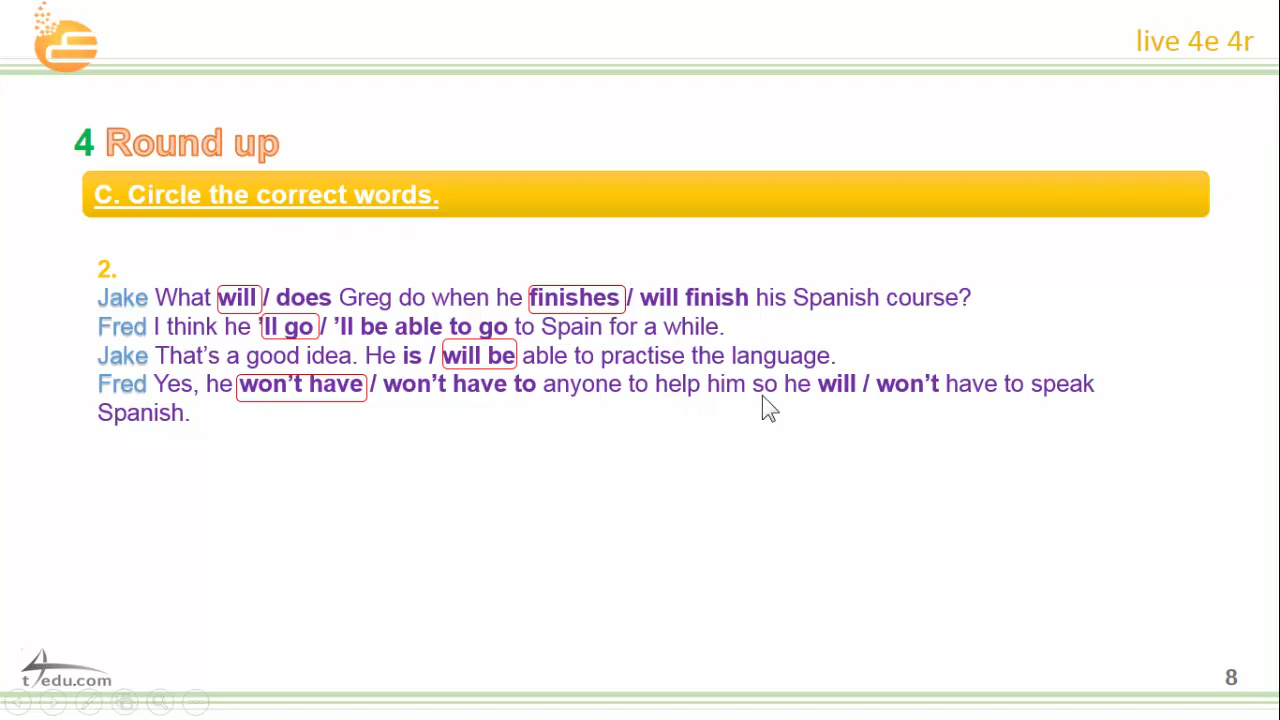 live 4e 4r
4 Round up
C. Circle the correct words.
2.
Jake What will / does Greg do when he finishes / will finish his Spanish course?
Fred I think he ’ll go / ’ll be able to go to Spain for a while.
Jake That’s a good idea. He is / will be able to practise the language.
Fred Yes, he won’t have / won’t have to anyone to help him so he will / won’t have to speak
Spanish.
t4edu.com
8